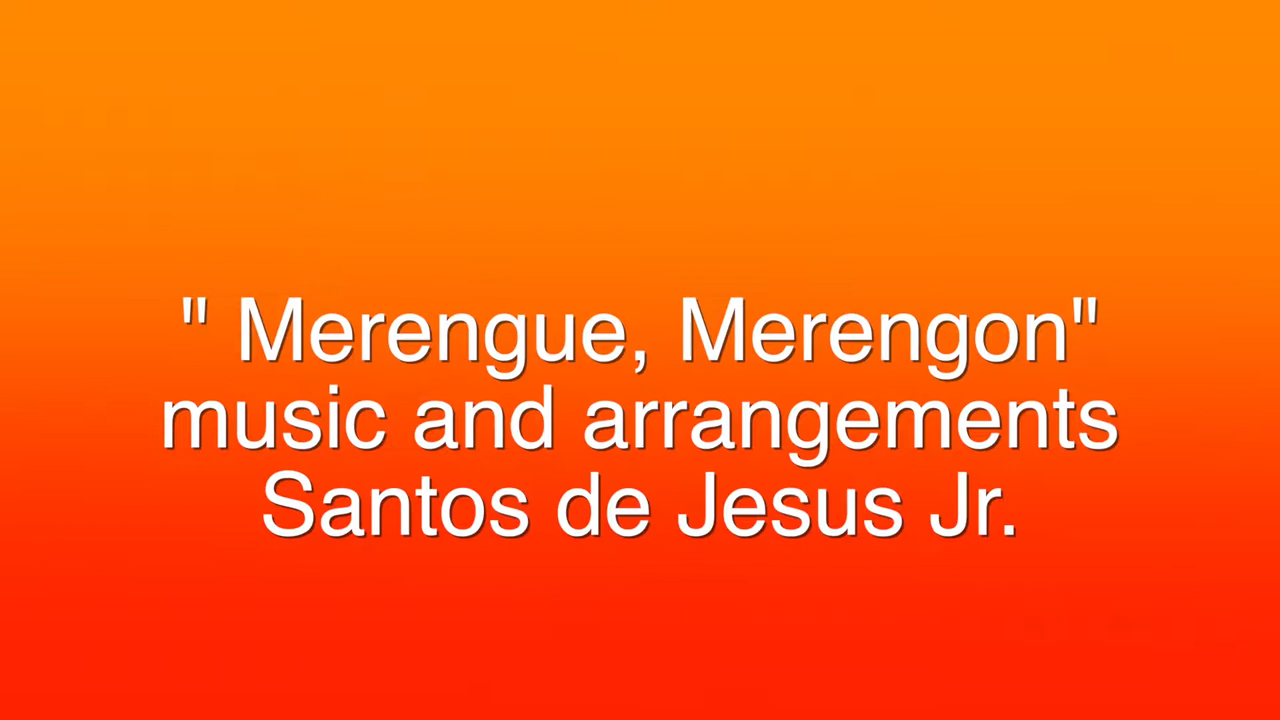 " Merengue, Merengon"
music and arrangements
Santos de Jesus Jr.